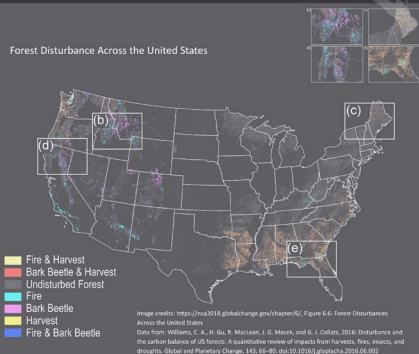 b)
c)
d)
e)
Forest Disturbance Across the United States
(b)
(c)
(d)
(e)
Fire & Harvest
Bark Beetle & Harvest
Undisturbed Forest
Fire
Bark Beetle
Harvest
Fire & Bark Beetle
Image credits: https://nca2018.globalchange.gov/chapter/6/, Figure 6.6: Forest Disturbances
Across the United States
Data from: Williams, C. A., H. Gu, R. MacLean, J. G. Masek, and G. J. Collatz, 2016: Disturbance and
the carbon balance of US forests: A quantitative review of impacts from harvests, fires, insects, and
droughts. Global and Planetary Change, 143, 66–80. doi:10.1016/j.gloplacha.2016.06.002